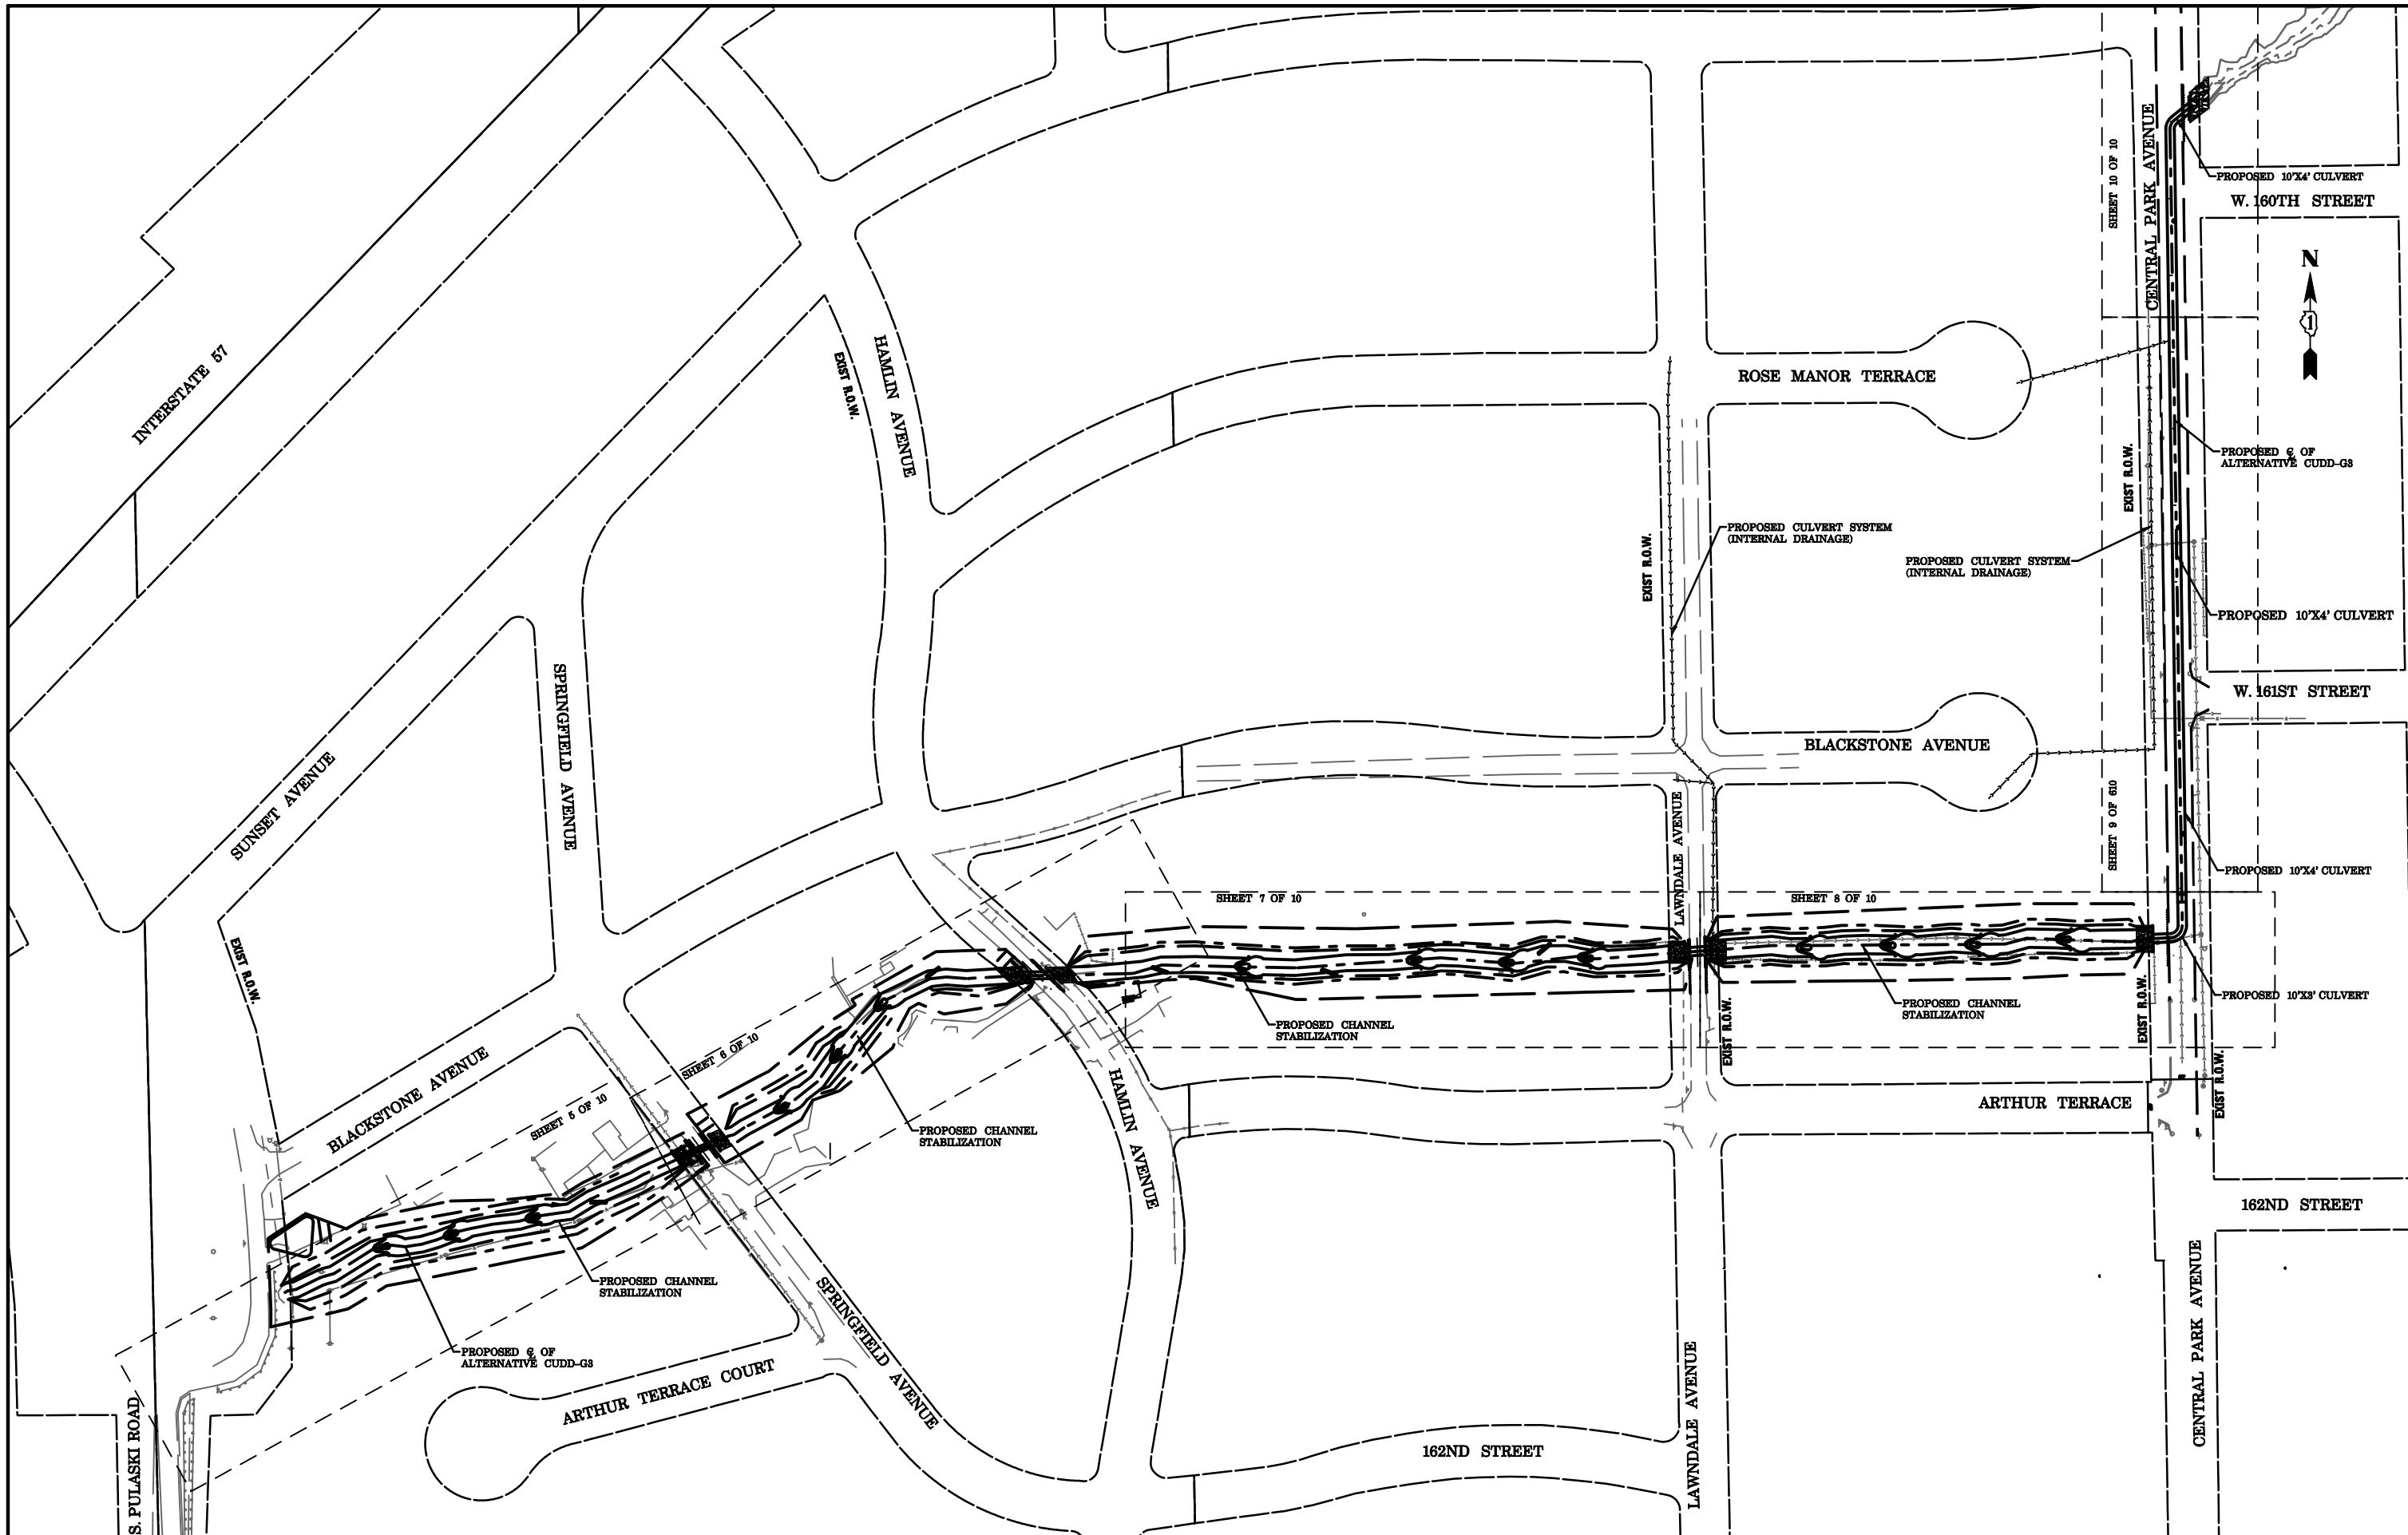 SHEET 10 OF 10
CENTRAL PARK AVENUE
PROPOSED 10'X4' CULVERT
W. 160TH STREET
N
1
INTERSTATE 57
EXIST R.O.W.
HAMLIN AVENUE
ROSE MANOR TERRACE
PROPOSED ℄ OF
ALTERNATIVE CUDD-G3
EXIST R.O.W.
PROPOSED CULVERT SYSTEM
(INTERNAL DRAINAGE)
EXIST R.O.W.
PROPOSED CULVERT SYSTEM
(INTERNAL DRAINAGE)
PROPOSED 10'X4' CULVERT
SPRINGFIELD AVENUE
W. 161ST STREET
BLACKSTONE AVENUE
SUNSET AVENUE
LAWNDALE AVENUE
SHEET 9 OF 610
PROPOSED 10'X4' CULVERT
SHEET 7 OF 10
SHEET 8 OF 10
EXIST R.O.W.
PROPOSED 10'X3' CULVERT
PROPOSED CHANNEL
STABILIZATION
PROPOSED CHANNEL
STABILIZATION
EXIST R.O.W.
EXIST R.O.W.
EXIST R.O.W.
SHEET 6 OF 10
BLACKSTONE AVENUE
SHEET 5 OF 10
HAMLIN AVENUE
ARTHUR TERRACE
PROPOSED CHANNEL
STABILIZATION
162ND STREET
PROPOSED CHANNEL
STABILIZATION
SPRINGFIELD AVENUE
PROPOSED ℄ OF
ALTERNATIVE CUDD-G3
ARTHUR TERRACE COURT
CENTRAL PARK AVENUE
LAWNDALE AVENUE
162ND STREET
S. PULASKI ROAD